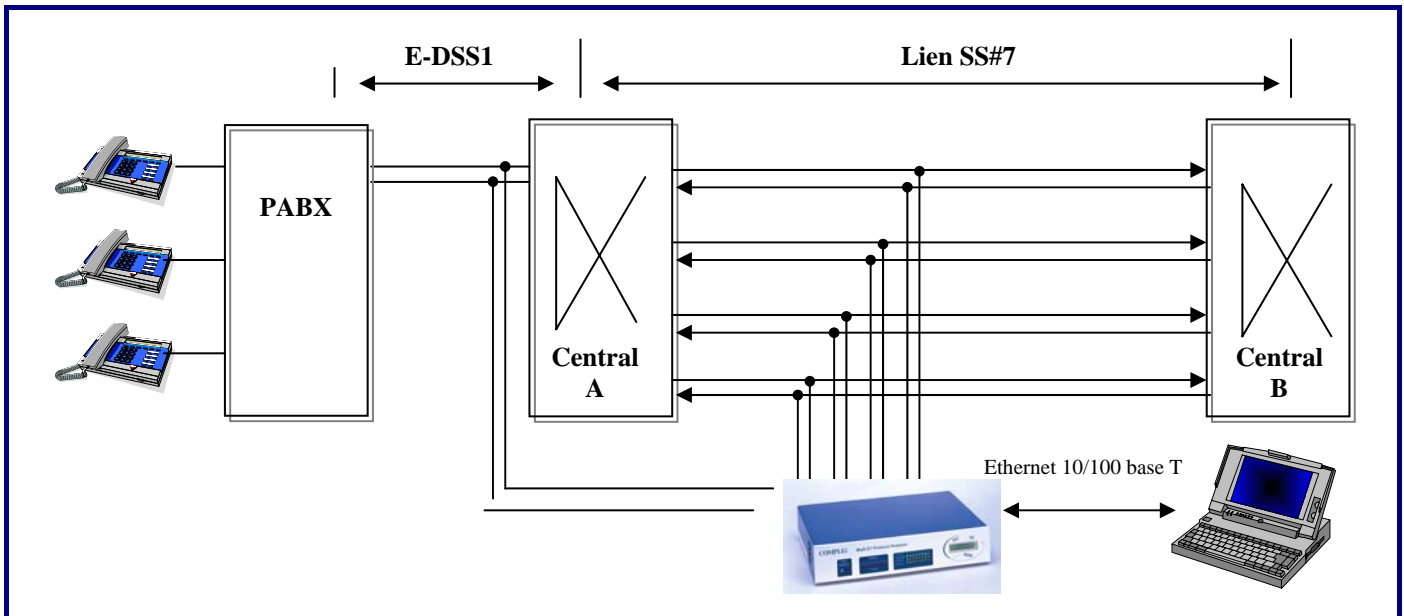 E-DSS1
Lien SS#7
PABX
Central
A
Central
B
Ethernet 10/100 base T